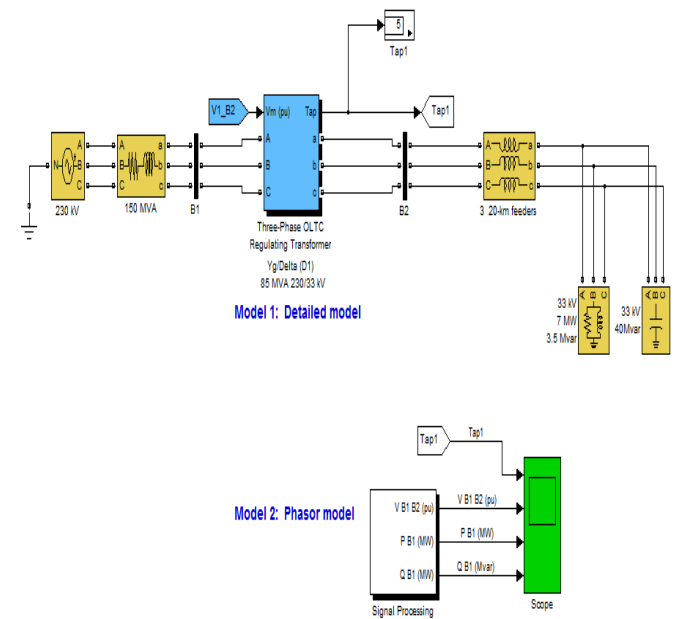 5
Tap1
V1_B2
Vm (pu) Tap
Tap1
A a
B b
C c
N A
B
C
A a
B b
C c
A a
B b
C c
230 kV
150 MVA
B1
B2
3 20-km feeders
Three-Phase OLTC
Regulating Transformer
Yg/Delta (D1)
85 MVA 230/33 kV
Model 1: Detailed model
A B C
33 kV
7 MW
3.5 Mvar
A B C
33 kV
40Mvar
Tap1
Tap1
Model 2: Phasor model
V B1 B2 (pu)
V B1 B2 (pu)
P B1 (MW)
P B1 (MW)
Q B1 (MW)
Q B1 (Mvar)
Signal Processing
Scope